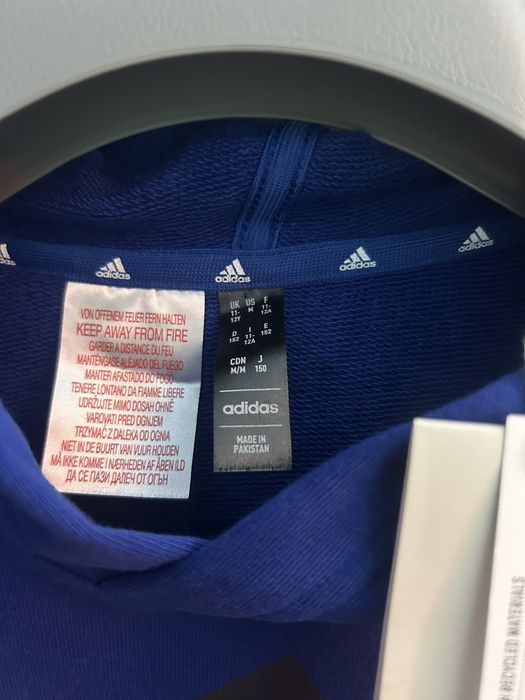 adidas
adidas
adidas
adidas
adidas
VON OFFENEM FEUER FERN HALTEN
KEEP AWAY FROM FIRE
GARDER A DISTANCE DU FEU
MANTÉNGASE ALEJADO DEL FUEGO
MANTER AFASTADO DO FOGO
TENERE LONTANO DA FIAMME LIBERE
UDRŽUJTE MIMO DOSAH OHNĚ
VAROVATI PRED OGNJEM
TRZYMAĆ Z DALEKA OD OGNIA
NIET IN DE BUURT VAN VUUR HOUDEN
MÅ IKKE KOMME I NÆRHEDEN AF ÅBEN ILD
ДА СЕ ПАЗИ ДАЛЕЧ ОТ ОГЪН
UK US F
11-12Y M 11-12A
D I E
152 11-12A 152
CDN J
M/M 150
adidas
MADE IN
PAKISTAN
RECYCLED MATERIALS